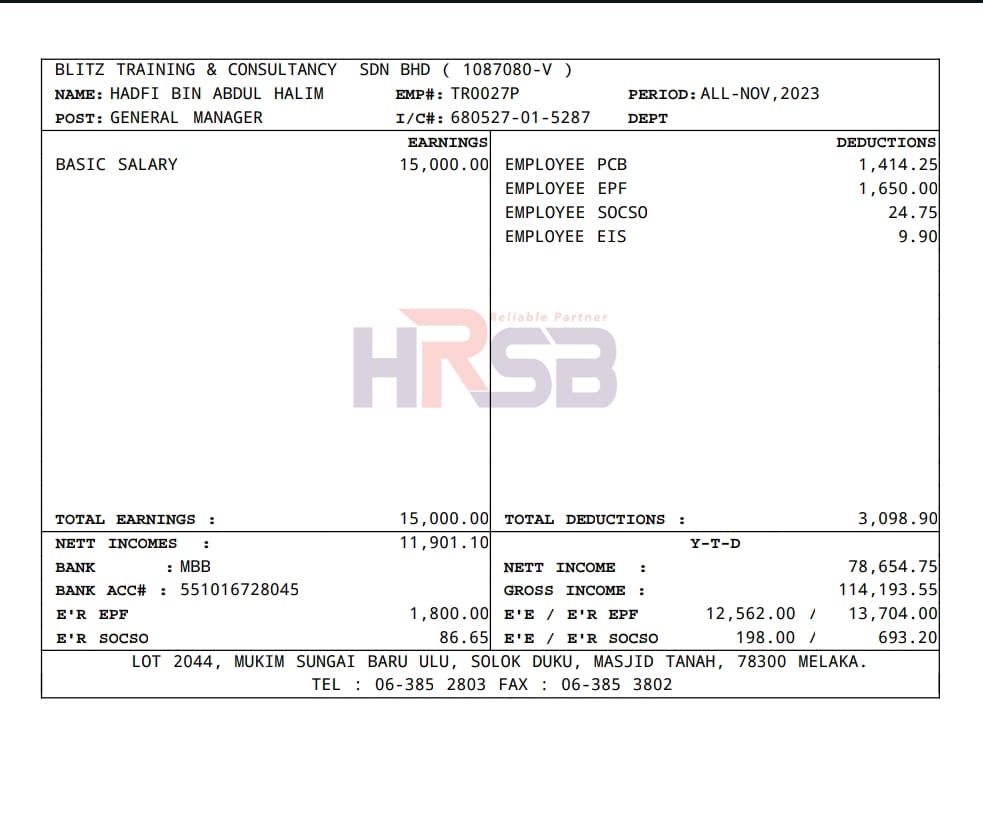 BLITZ TRAINING & CONSULTANCY SDN BHD ( 1087080-V )
NAME: HADFI BIN ABDUL HALIM EMP#: TR0027P PERIOD: ALL-NOV,2023
POST: GENERAL MANAGER I/C#: 680527-01-5287 DEPT
EARNINGS DEDUCTIONS
BASIC SALARY 15,000.00 EMPLOYEE PCB 1,414.25
EMPLOYEE EPF 1,650.00
EMPLOYEE SOCSO 24.75
EMPLOYEE EIS 9.90
Reliable Partner
HRSB
TOTAL EARNINGS : 15,000.00 TOTAL DEDUCTIONS : 3,098.90
NETT INCOMES : 11,901.10 Y-T-D
BANK : MBB NETT INCOME : 78,654.75
BANK ACC# : 551016728045 GROSS INCOME : 114,193.55
E'R EPF 1,800.00 E'E / E'R EPF 12,562.00 / 13,704.00
E'R SOCSO 86.65 E'E / E'R SOCSO 198.00 / 693.20
LOT 2044, MUKIM SUNGAI BARU ULU, SOLOK DUKU, MASJID TANAH, 78300 MELAKA.
TEL : 06-385 2803 FAX : 06-385 3802